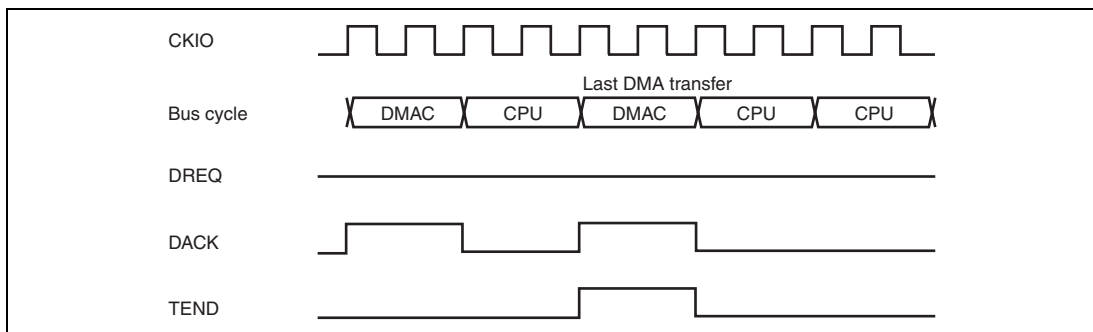 CKIO
Last DMA transfer
Bus cycle DMAC CPU DMAC CPU CPU
DREQ
DACK
TEND